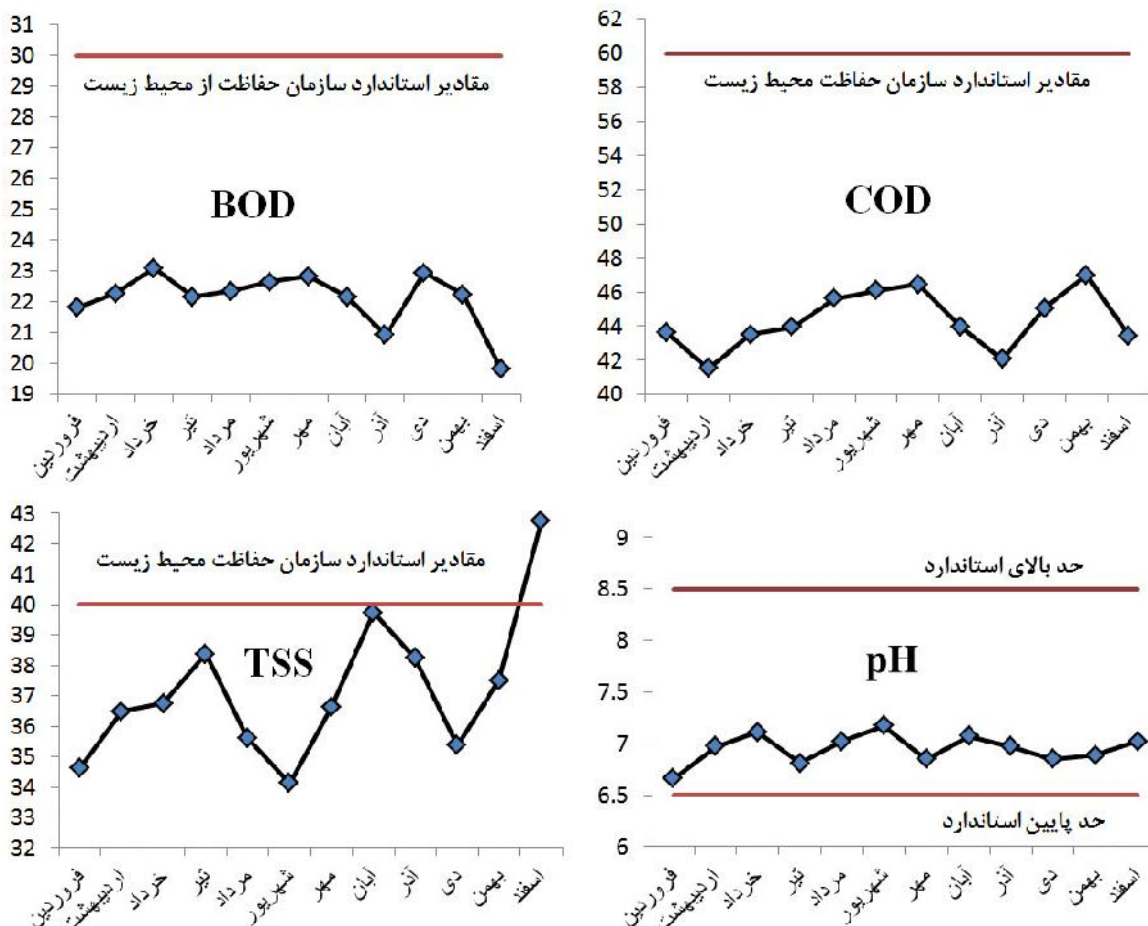 31
30
29
28
27
26
25
24
23
22
21
20
19
مقادیر استاندارد سازمان حفاظت از محیط زیست
BOD
فروردین
اردیبهشت
خرداد
تیر
مرداد
شهریور
مهر
آبان
آذر
دی
بهمن
اسفند
62
60
58
56
54
52
50
48
46
44
42
40
مقادیر استاندارد سازمان حفاظت محیط زیست
COD
فروردین
اردیبهشت
خرداد
تیر
مرداد
شهریور
مهر
آبان
آذر
دی
بهمن
اسفند
43
42
41
40
39
38
37
36
35
34
33
32
مقادیر استاندارد سازمان حفاظت محیط زیست
TSS
فروردین
اردیبهشت
خرداد
تیر
مرداد
شهریور
مهر
آبان
آذر
دی
بهمن
اسفند
9
8.5
8
7.5
7
6.5
6
حد بالای استاندارد
pH
حد پایین استاندارد
فروردین
اردیبهشت
خرداد
تیر
مرداد
شهریور
مهر
آبان
آذر
دی
بهمن
اسفند